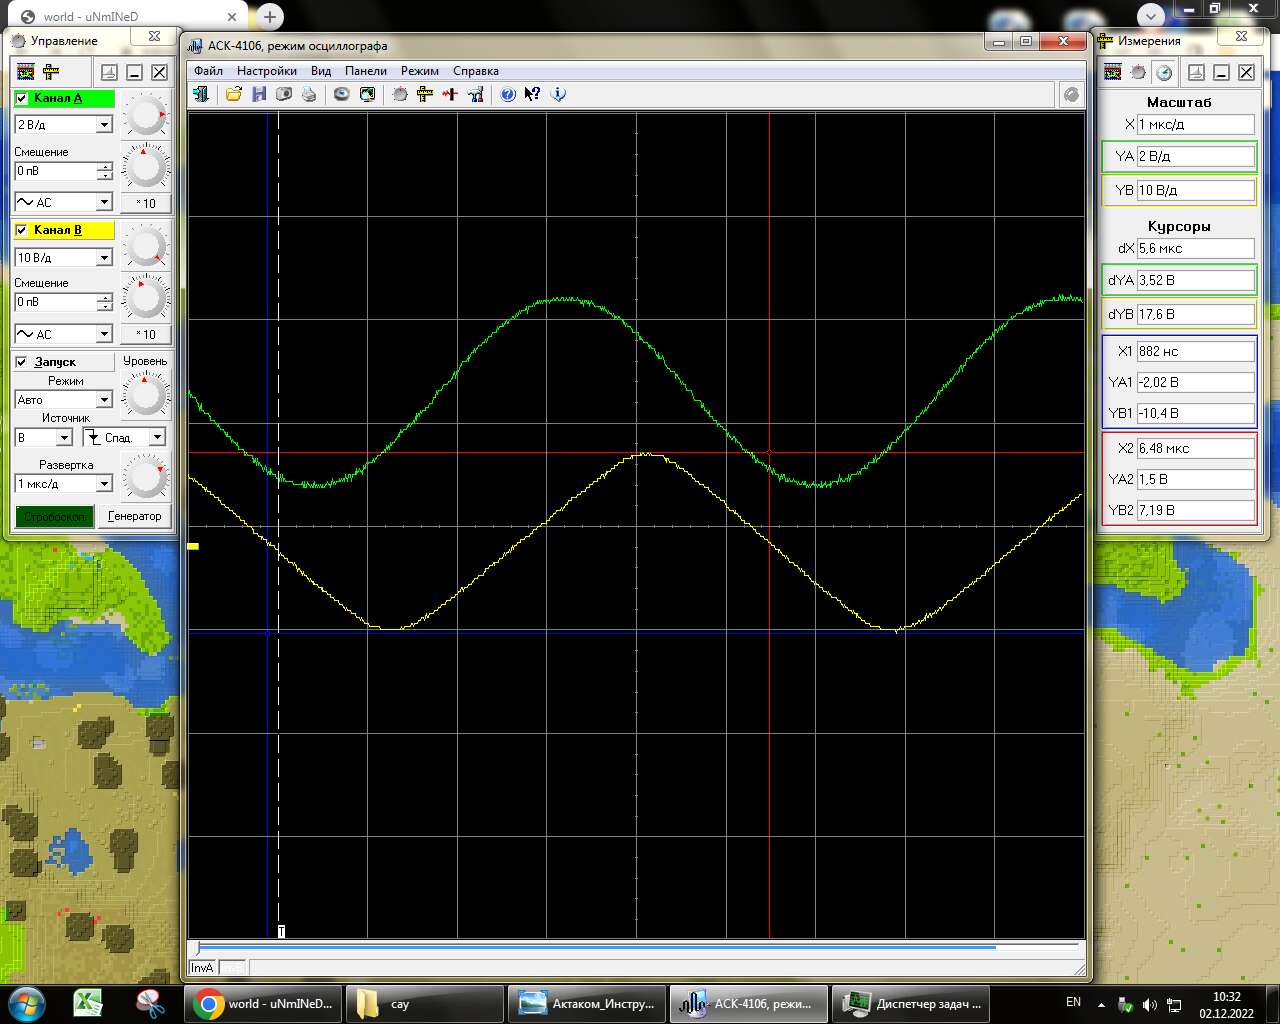 world - uNmINeD
Управление
Канал A
2 В/д
Смещение
0 пВ
AC
*10
Канал B
10 В/д
Смещение
0 пВ
AC
*10
Запуск
Уровень
Режим
Авто
Источник
B
Спад.
Развертка
1 мкс/д
Стробоскоп
Генератор
АСК-4106, режим осциллографа
Файл Настройки Вид Панели Режим Справка
T
InvA
Измерения
Масштаб
X 1 мкс/д
YA 2 В/д
YB 10 В/д
Курсоры
dX 5,6 мкс
dYA 3,52 В
dYB 17,6 В
X1 882 нс
YA1 -2,02 В
YB1 -10,4 В
X2 6,48 мкс
YA2 1,5 В
YB2 7,19 В
world - uNmINeD...
сау
Актаком_Инстру...
АСК-4106, режи...
Диспетчер задач ...
EN
10:32
02.12.2022